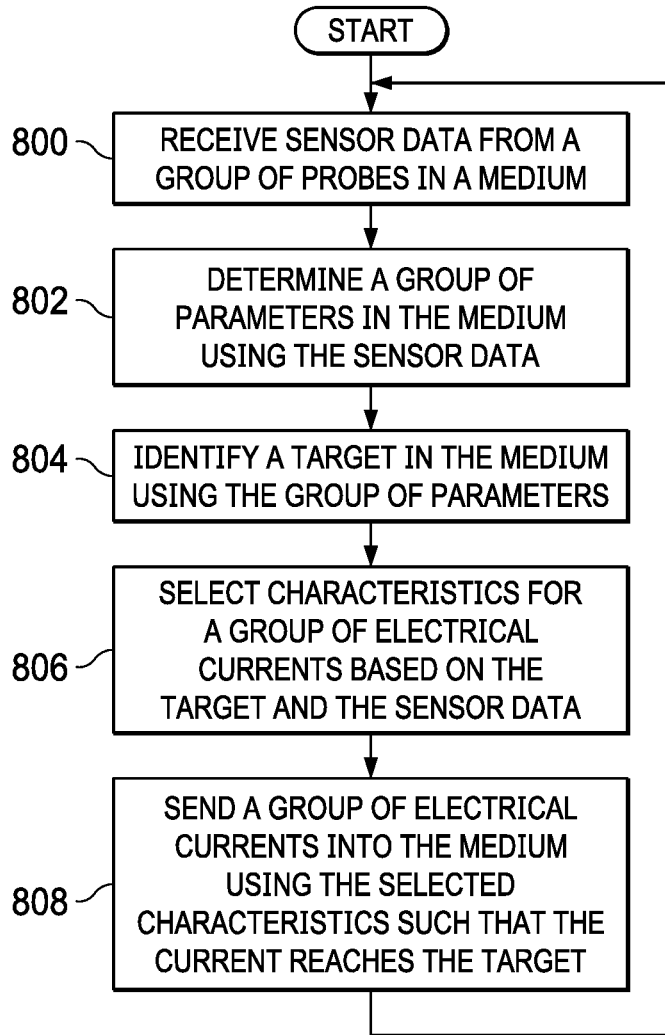 START
800
RECEIVE SENSOR DATA FROM A
GROUP OF PROBES IN A MEDIUM
802
DETERMINE A GROUP OF
PARAMETERS IN THE MEDIUM
USING THE SENSOR DATA
804
IDENTIFY A TARGET IN THE MEDIUM
USING THE GROUP OF PARAMETERS
806
SELECT CHARACTERISTICS FOR
A GROUP OF ELECTRICAL
CURRENTS BASED ON THE
TARGET AND THE SENSOR DATA
808
SEND A GROUP OF ELECTRICAL
CURRENTS INTO THE MEDIUM
USING THE SELECTED
CHARACTERISTICS SUCH THAT THE
CURRENT REACHES THE TARGET